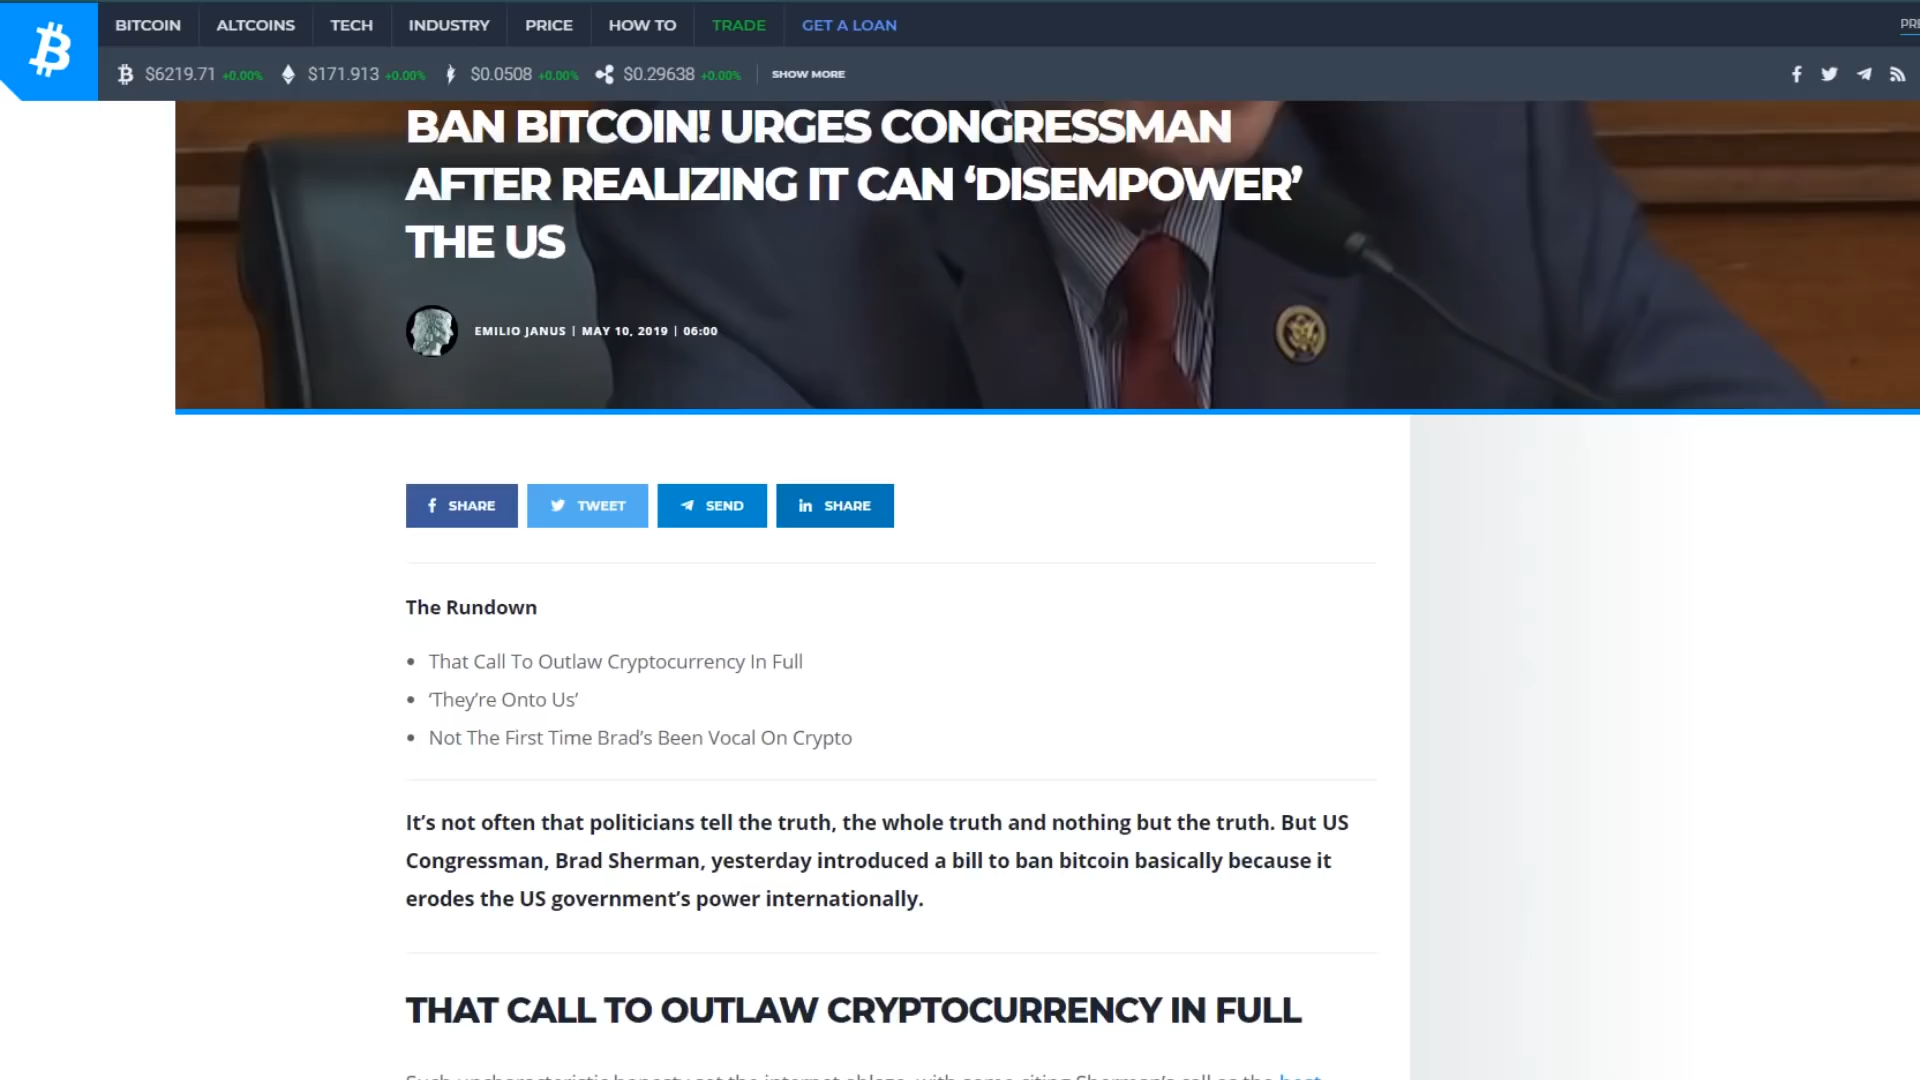 BITCOIN ALTCOINS TECH INDUSTRY PRICE HOW TO TRADE GET A LOAN
$6219.71 +0.00% $171.913 +0.00% $0.0508 +0.00% $0.29638 +0.00% SHOW MORE
BAN BITCOIN! URGES CONGRESSMAN
AFTER REALIZING IT CAN ‘DISEMPOWER’
THE US
EMILIO JANUS | MAY 10, 2019 | 06:00
SHARE TWEET SEND SHARE
The Rundown
• That Call To Outlaw Cryptocurrency In Full
• ‘They’re Onto Us’
• Not The First Time Brad’s Been Vocal On Crypto
It’s not often that politicians tell the truth, the whole truth and nothing but the truth. But US
Congressman, Brad Sherman, yesterday introduced a bill to ban bitcoin basically because it
erodes the US government’s power internationally.
THAT CALL TO OUTLAW CRYPTOCURRENCY IN FULL